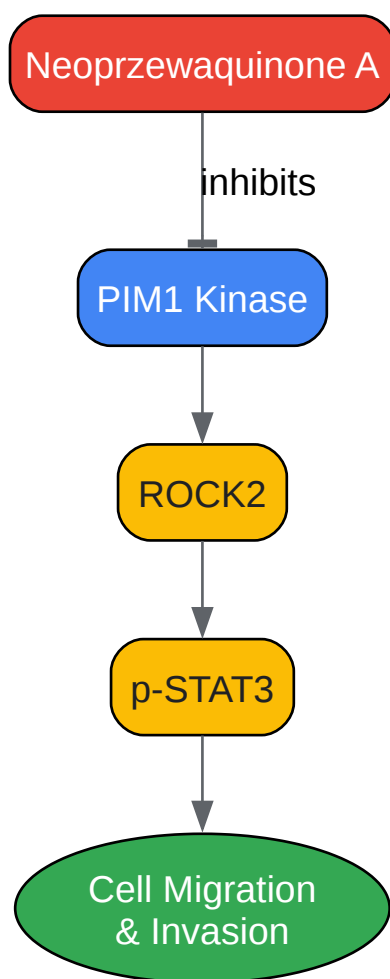 Neoprzewaquinone A
inhibits
PIM1 Kinase
ROCK2
p-STAT3
Cell Migration
& Invasion